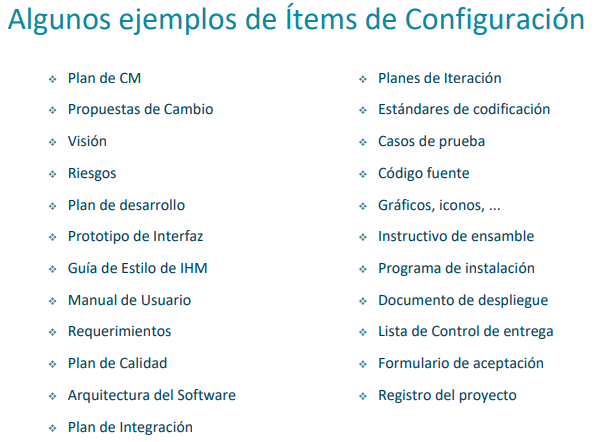 Algunos ejemplos de Ítems de Configuración
Plan de CM
Propuestas de Cambio
Visión
Riesgos
Plan de desarrollo
Prototipo de Interfaz
Guía de Estilo de IHM
Manual de Usuario
Requerimientos
Plan de Calidad
Arquitectura del Software
Plan de Integración
Planes de Iteración
Estándares de codificación
Casos de prueba
Código fuente
Gráficos, iconos, ...
Instructivo de ensamble
Programa de instalación
Documento de despliegue
Lista de Control de entrega
Formulario de aceptación
Registro del proyecto